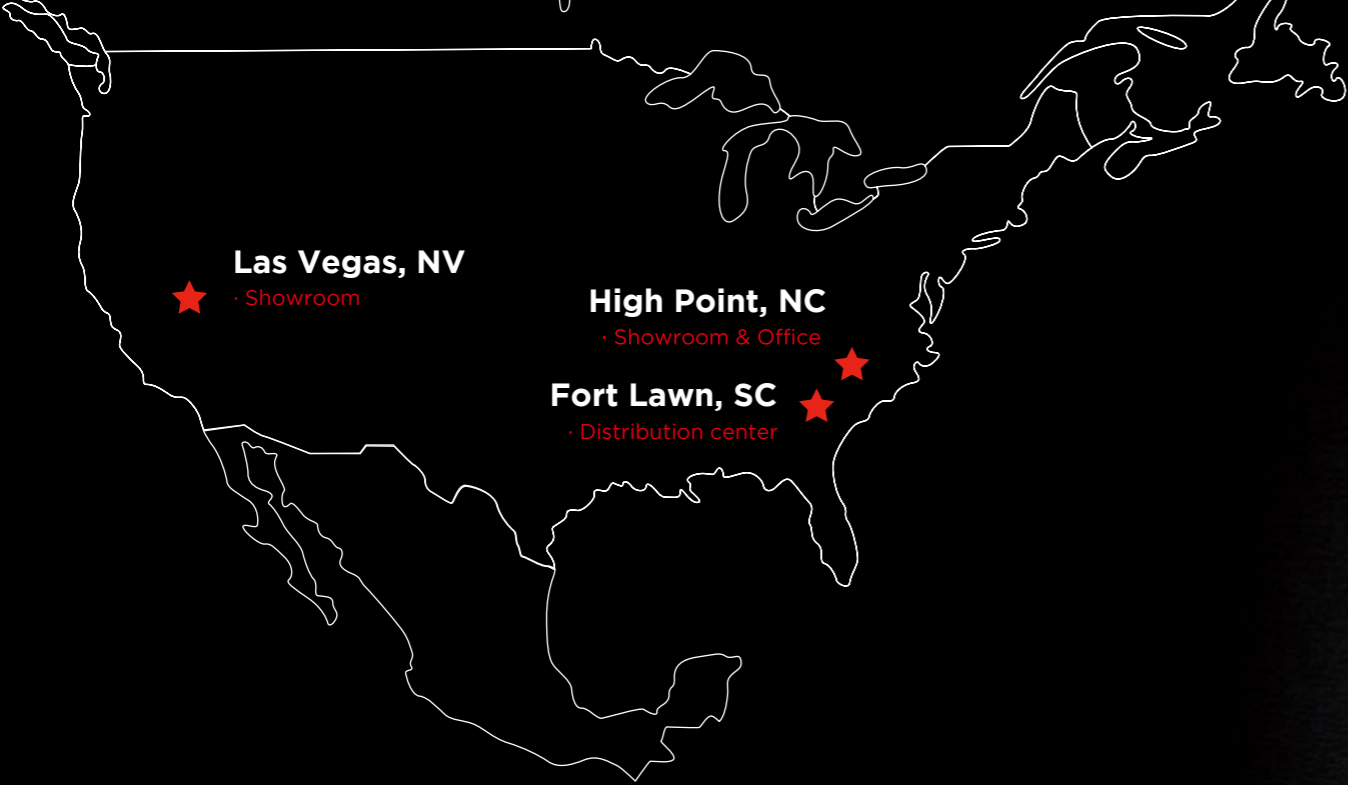 Las Vegas, NV
· Showroom
High Point, NC
· Showroom & Office
Fort Lawn, SC
· Distribution center